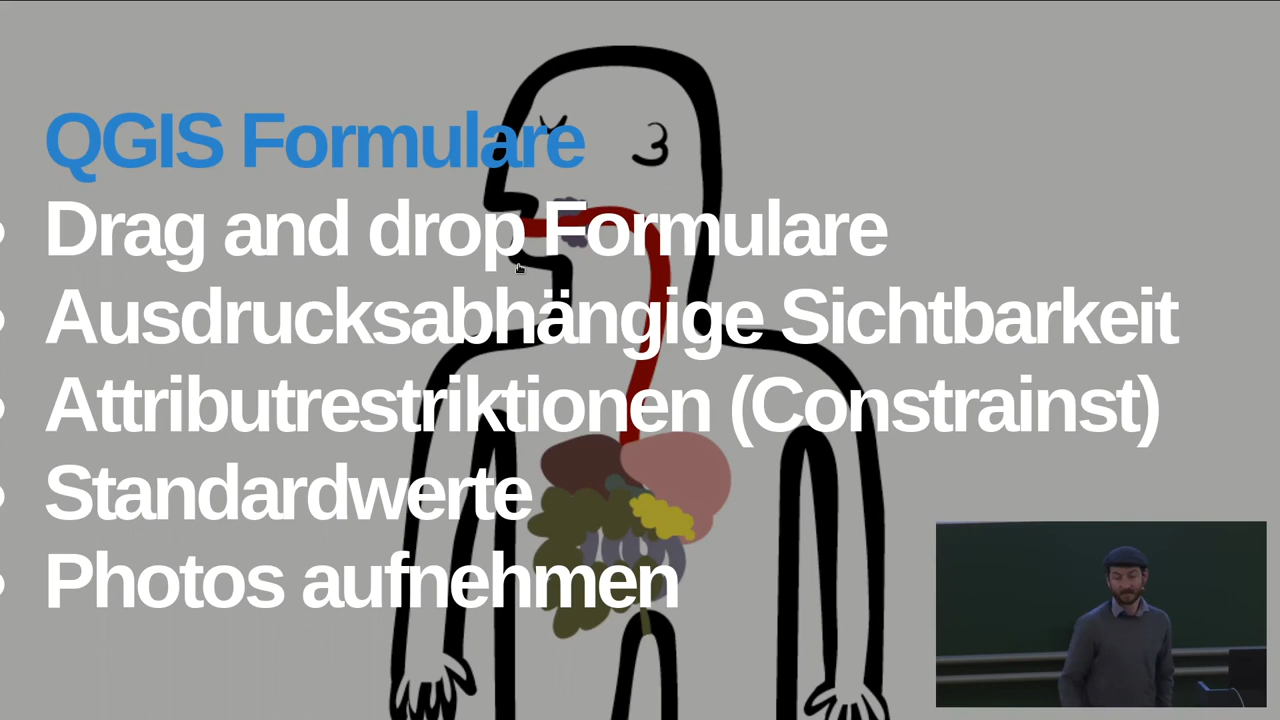 QGIS Formulare
Drag and drop Formulare
Ausdrucksabhängige Sichtbarkeit
Attributrestriktionen (Constrainst)
Standardwerte
Photos aufnehmen